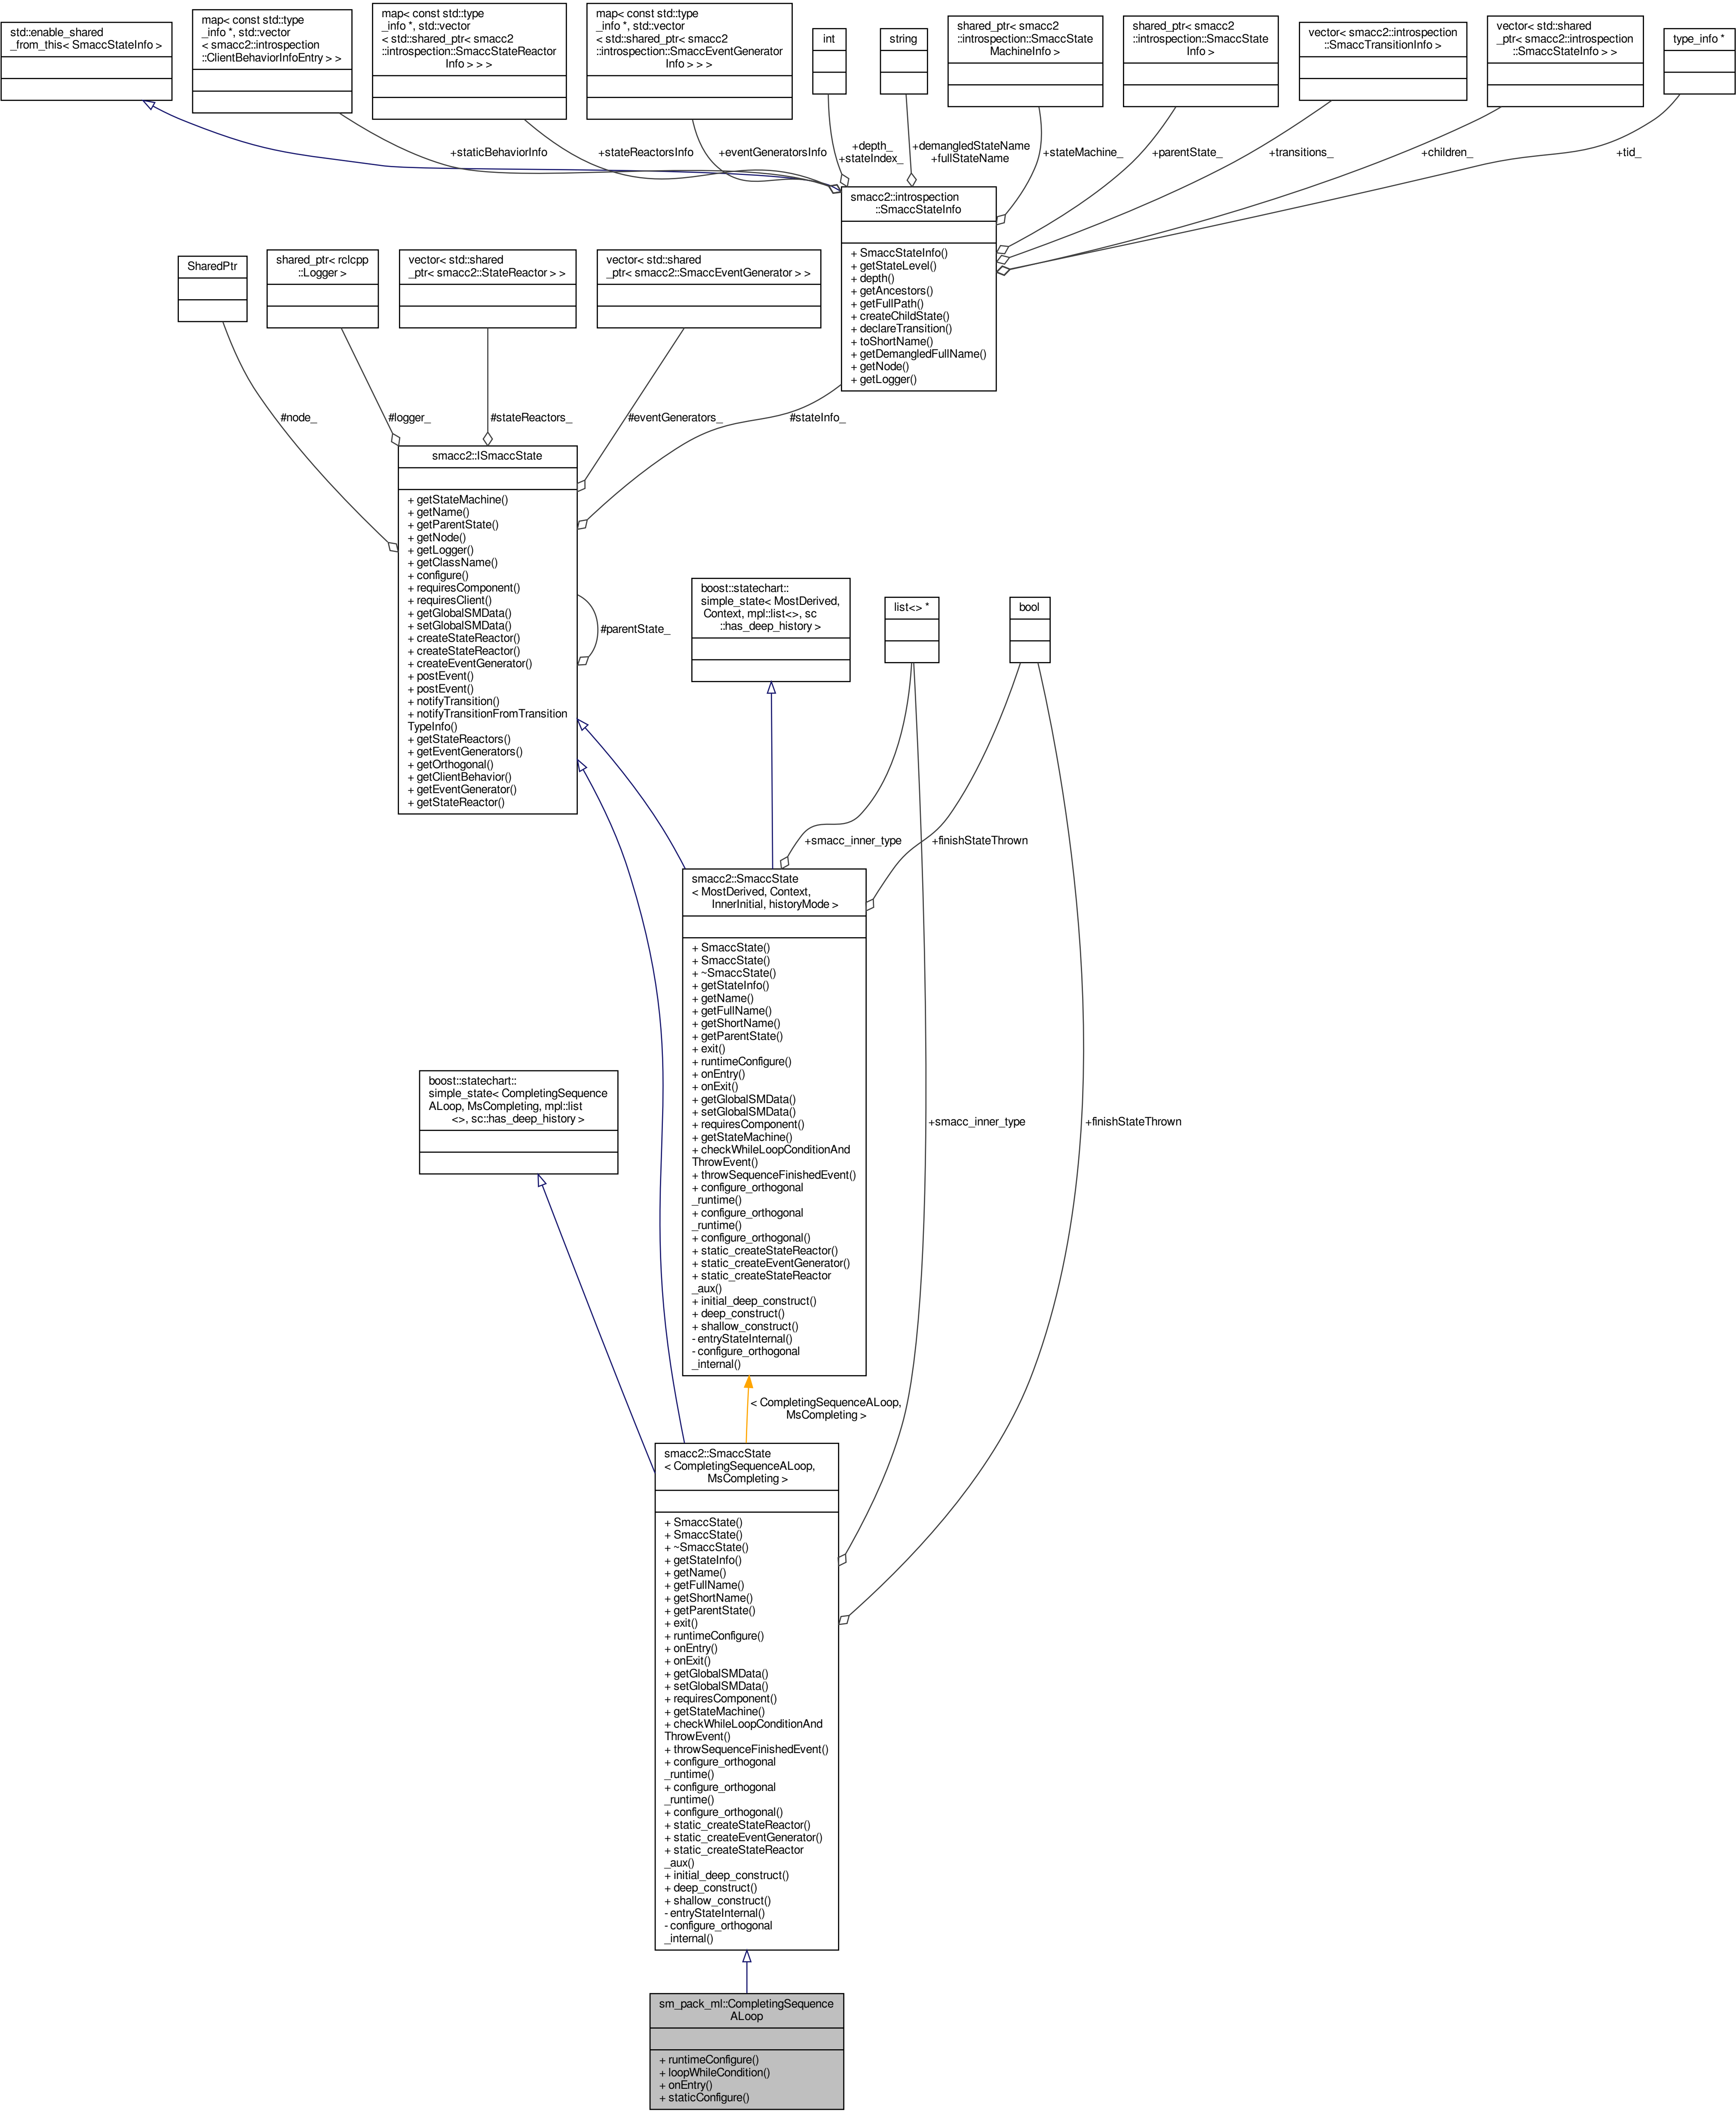 std::enable_shared
_from_this< SmaccStateInfo >
map< const std::type
_info *, std::vector
< smacc2::introspection
::ClientBehaviorInfoEntry > >
map< const std::type
_info *, std::vector
< std::shared_ptr< smacc2
::introspection::SmaccStateReactor
Info > > >
map< const std::type
_info *, std::vector
< std::shared_ptr< smacc2
::introspection::SmaccEventGenerator
Info > > >
int
string
shared_ptr< smacc2
::introspection::SmaccState
MachineInfo >
shared_ptr< smacc2
::introspection::SmaccState
Info >
vector< smacc2::introspection
::SmaccTransitionInfo >
vector< std::shared
_ptr< smacc2::introspection
::SmaccStateInfo > >
type_info *
+staticBehaviorInfo
+stateReactorsInfo
+eventGeneratorsInfo
+depth_
+stateIndex_
+demangledStateName
+fullStateName
+stateMachine_
+parentState_
+transitions_
+children_
+tid_
smacc2::introspection
::SmaccStateInfo
+ SmaccStateInfo()
+ getStateLevel()
+ depth()
+ getAncestors()
+ getFullPath()
+ createChildState()
+ declareTransition()
+ toShortName()
+ getDemangledFullName()
+ getNode()
+ getLogger()
SharedPtr
shared_ptr< rclcpp
::Logger >
vector< std::shared
_ptr< smacc2::StateReactor > >
vector< std::shared
_ptr< smacc2::SmaccEventGenerator > >
#node_
#logger_
#stateReactors_
#eventGenerators_
#stateInfo_
smacc2::ISmaccState
+ getStateMachine()
+ getName()
+ getParentState()
+ getNode()
+ getLogger()
+ getClassName()
+ configure()
+ requiresComponent()
+ requiresClient()
+ getGlobalSMData()
+ setGlobalSMData()
+ createStateReactor()
+ createStateReactor()
+ createEventGenerator()
+ postEvent()
+ postEvent()
+ notifyTransition()
+ notifyTransitionFromTransition
TypeInfo()
+ getStateReactors()
+ getEventGenerators()
+ getOrthogonal()
+ getClientBehavior()
+ getEventGenerator()
+ getStateReactor()
#parentState_
boost::statechart::
simple_state< MostDerived,
Context, mpl::list<>, sc
::has_deep_history >
list<> *
bool
+smacc_inner_type
+finishStateThrown
smacc2::SmaccState
< MostDerived, Context,
InnerInitial, historyMode >
+ SmaccState()
+ SmaccState()
+ ~SmaccState()
+ getStateInfo()
+ getName()
+ getFullName()
+ getShortName()
+ getParentState()
+ exit()
+ runtimeConfigure()
+ onEntry()
+ onExit()
+ getGlobalSMData()
+ setGlobalSMData()
+ requiresComponent()
+ getStateMachine()
+ checkWhileLoopConditionAnd
ThrowEvent()
+ throwSequenceFinishedEvent()
+ configure_orthogonal
_runtime()
+ configure_orthogonal
_runtime()
+ configure_orthogonal()
+ static_createStateReactor()
+ static_createEventGenerator()
+ static_createStateReactor
_aux()
+ initial_deep_construct()
+ deep_construct()
+ shallow_construct()
- entryStateInternal()
- configure_orthogonal
_internal()
boost::statechart::
simple_state< CompletingSequence
ALoop, MsCompleting, mpl::list
<>, sc::has_deep_history >
+smacc_inner_type
+finishStateThrown
< CompletingSequenceALoop,
MsCompleting >
smacc2::SmaccState
< CompletingSequenceALoop,
MsCompleting >
+ SmaccState()
+ SmaccState()
+ ~SmaccState()
+ getStateInfo()
+ getName()
+ getFullName()
+ getShortName()
+ getParentState()
+ exit()
+ runtimeConfigure()
+ onEntry()
+ onExit()
+ getGlobalSMData()
+ setGlobalSMData()
+ requiresComponent()
+ getStateMachine()
+ checkWhileLoopConditionAnd
ThrowEvent()
+ throwSequenceFinishedEvent()
+ configure_orthogonal
_runtime()
+ configure_orthogonal
_runtime()
+ configure_orthogonal()
+ static_createStateReactor()
+ static_createEventGenerator()
+ static_createStateReactor
_aux()
+ initial_deep_construct()
+ deep_construct()
+ shallow_construct()
- entryStateInternal()
- configure_orthogonal
_internal()
sm_pack_ml::CompletingSequence
ALoop
+ runtimeConfigure()
+ loopWhileCondition()
+ onEntry()
+ staticConfigure()